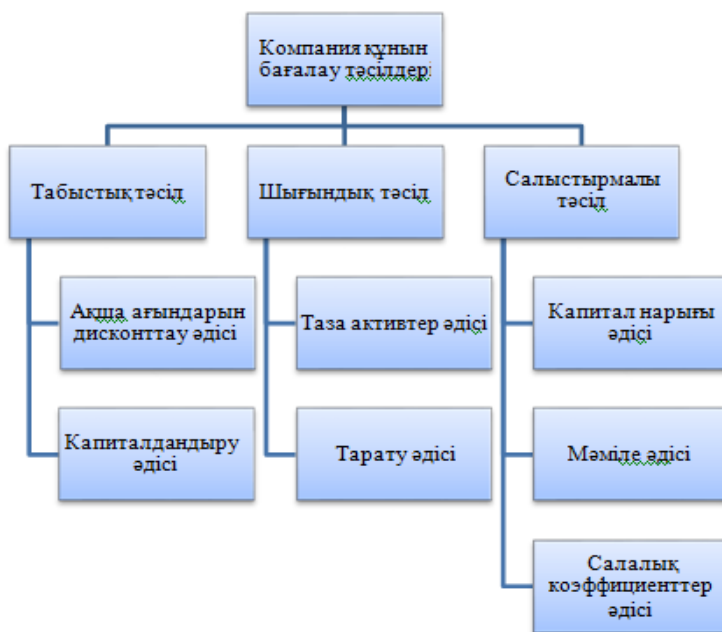 Компания құнын
бағалау тәсілдері
Табыстық тәсіл
Шығындық тәсіл
Салыстырмалы
тәсіл
Ақша ағындарын
дисконттау әдісі
Таза активтер әдісі
Капитал нарығы
әдісі
Капиталдандыру
әдісі
Тарату әдісі
Мәміле әдісі
Салалық
коэффициенттер
әдісі